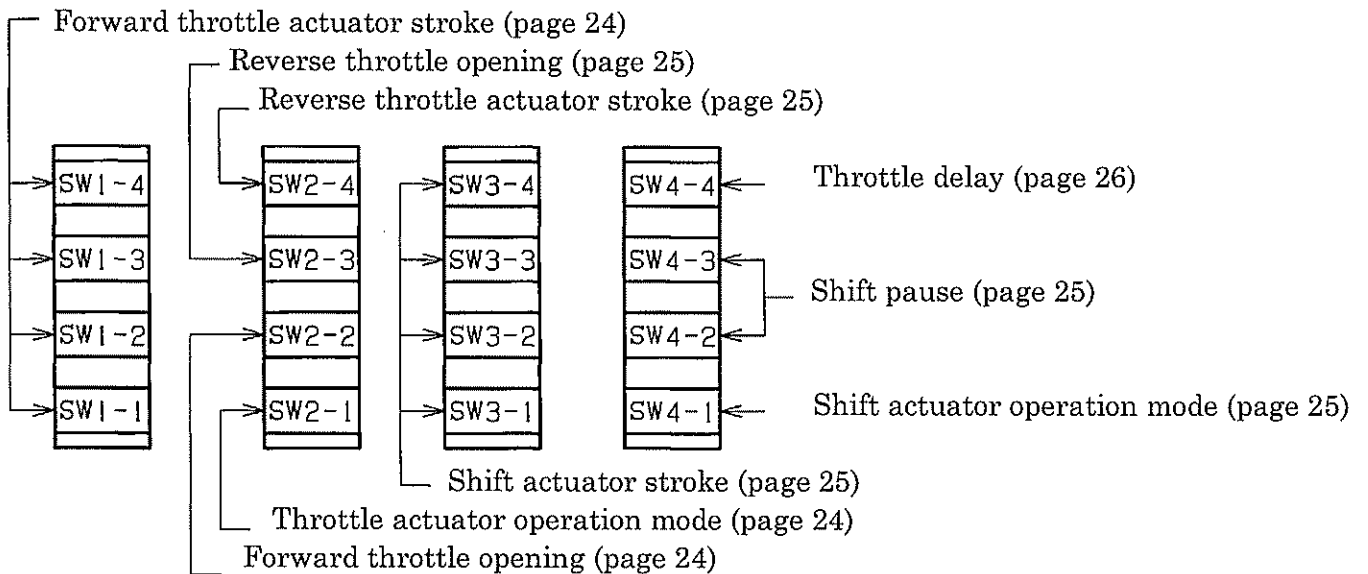 Forward throttle actuator stroke (page 24)
Reverse throttle opening (page 25)
Reverse throttle actuator stroke (page 25)
SW1-4 SW2-4 SW3-4 SW4-4 Throttle delay (page 26)
SW1-3 SW2-3 SW3-3 SW4-3
Shift pause (page 25)
SW1-2 SW2-2 SW3-2 SW4-2
SW1-1 SW2-1 SW3-1 SW4-1 Shift actuator operation mode (page 25)
Shift actuator stroke (page 25)
Throttle actuator operation mode (page 24)
Forward throttle opening (page 24)